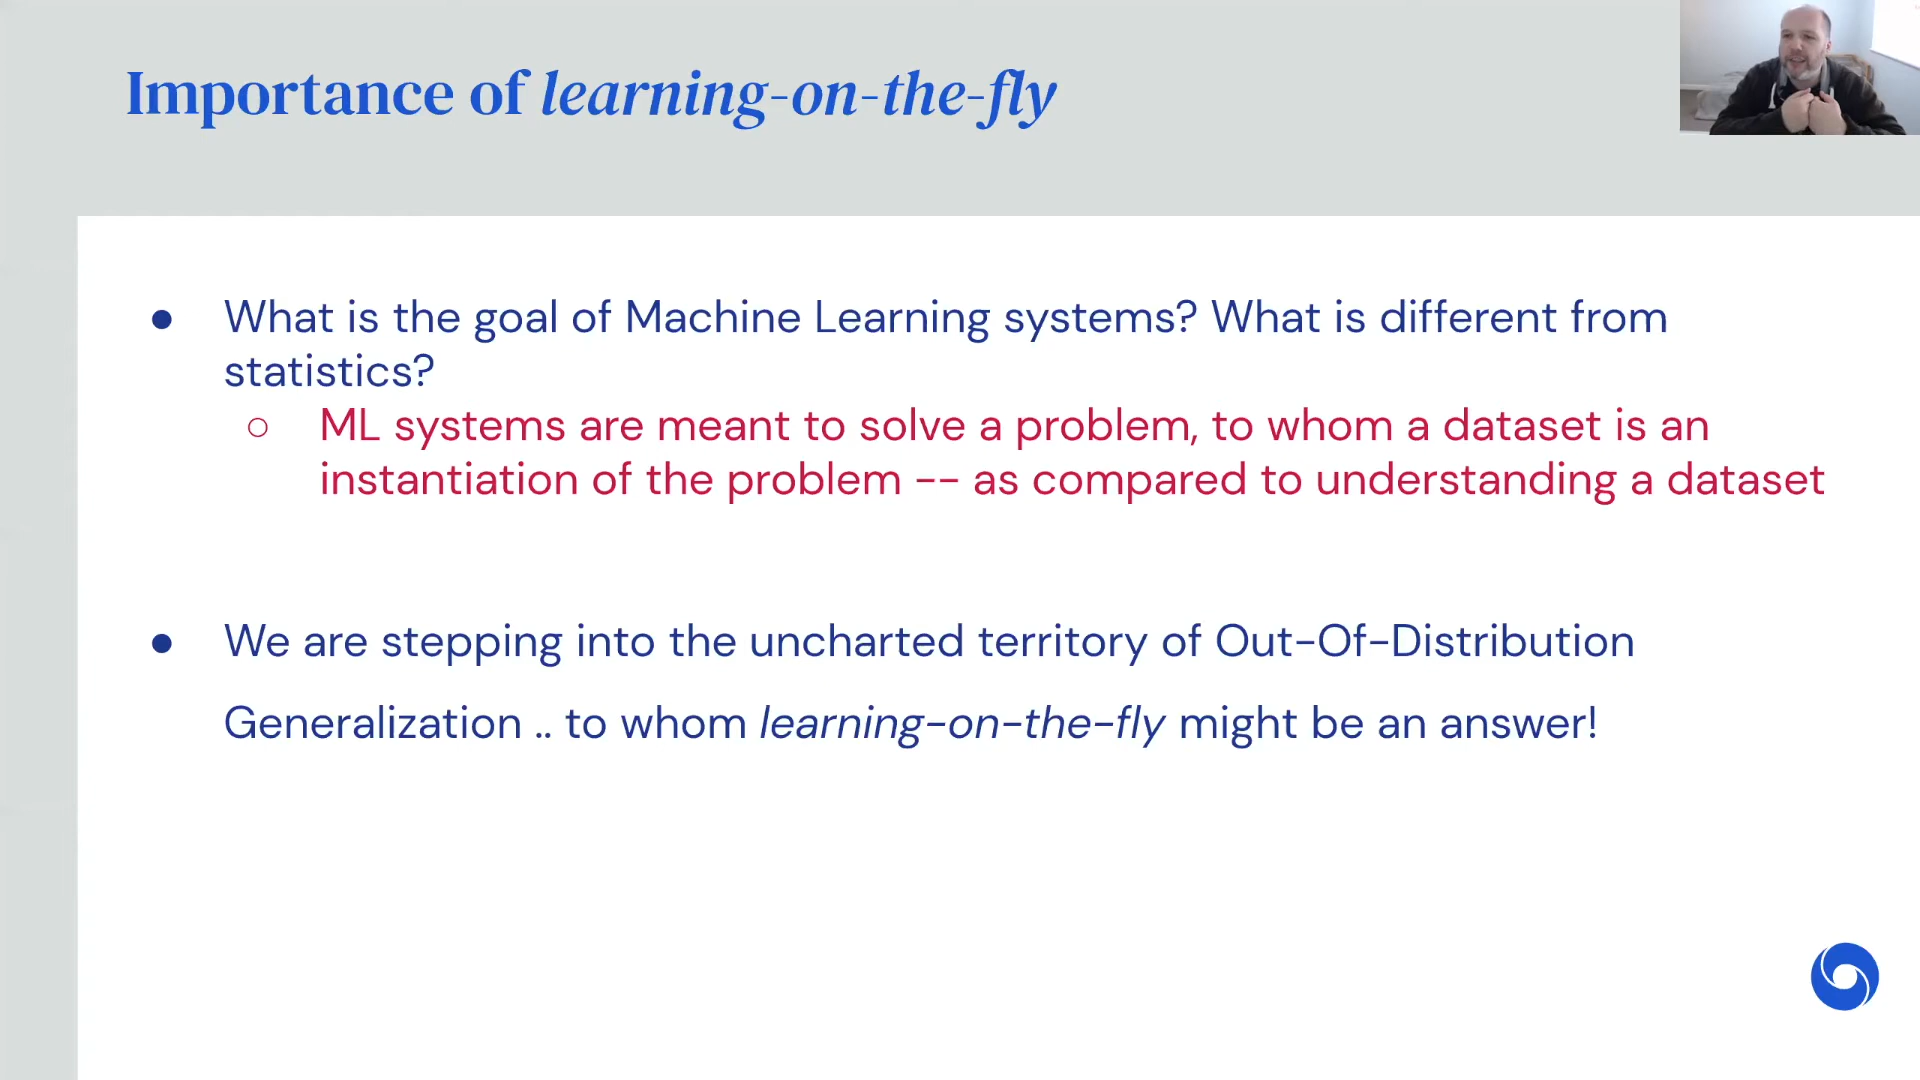 Importance of learning-on-the-fly
● What is the goal of Machine Learning systems? What is different from
statistics?
○ ML systems are meant to solve a problem, to whom a dataset is an
instantiation of the problem -- as compared to understanding a dataset
● We are stepping into the uncharted territory of Out-Of-Distribution
Generalization .. to whom learning-on-the-fly might be an answer!